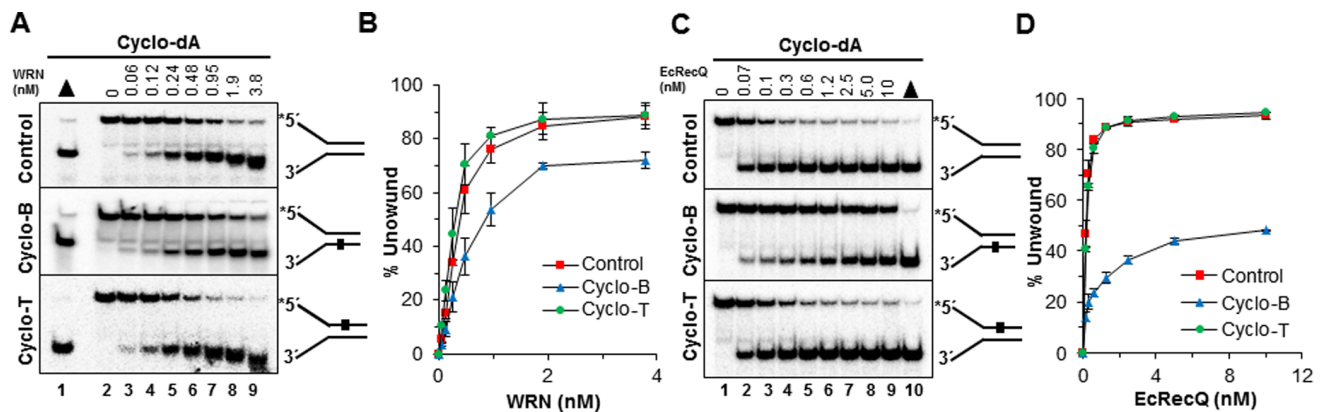 A
Cyclo-dA
WRN
(nM)
0
0.06
0.12
0.24
0.48
0.95
1.9
3.8
Control
*5′
3′
Cyclo-B
*5′
3′
Cyclo-T
*5′
3′
1 2 3 4 5 6 7 8 9
B
% Unowund
100
80
60
40
20
0
Control
Cyclo-B
Cyclo-T
0 2 4
WRN (nM)
C
Cyclo-dA
EcRecQ
(nM)
0
0.07
0.1
0.3
0.6
1.2
2.5
5.0
10
Control
*5′
3′
Cyclo-B
*5′
3′
Cyclo-T
*5′
3′
1 2 3 4 5 6 7 8 9 10
D
% Unwound
100
80
60
40
20
0
Control
Cyclo-B
Cyclo-T
0 4 8 12
EcRecQ (nM)